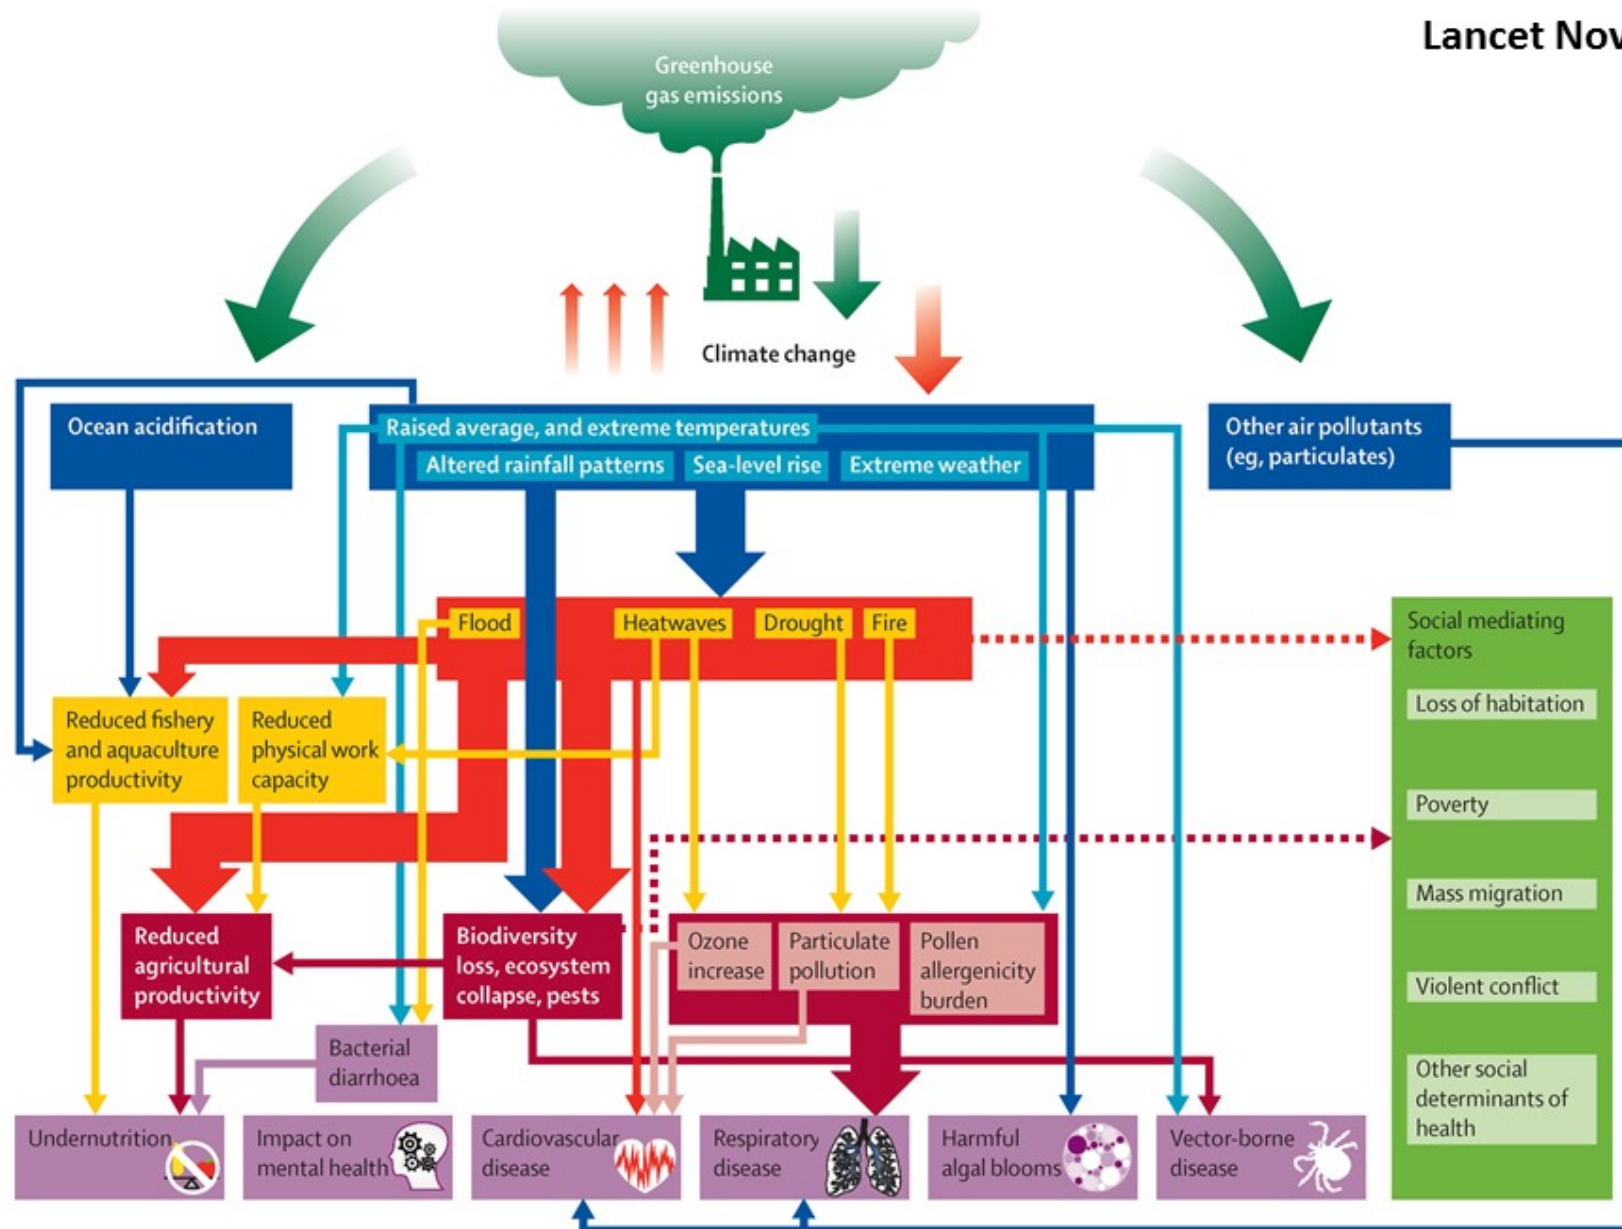 Lancet Nov
Greenhouse
gas emissions
Climate change
Ocean acidification
Raised average, and extreme temperatures
Altered rainfall patterns
Sea-level rise
Extreme weather
Other air pollutants
(eg, particulates)
Flood
Heatwaves
Drought
Fire
Social mediating
factors
Loss of habitation
Poverty
Mass migration
Violent conflict
Other social
determinants of
health
Reduced fishery
and aquaculture
productivity
Reduced
physical work
capacity
Reduced
agricultural
productivity
Biodiversity
loss, ecosystem
collapse, pests
Ozone
increase
Particulate
pollution
Pollen
allergenicity
burden
Bacterial
diarrhoea
Undernutrition
Impact on
mental health
Cardiovascular
disease
Respiratory
disease
Harmful
algal blooms
Vector-borne
disease